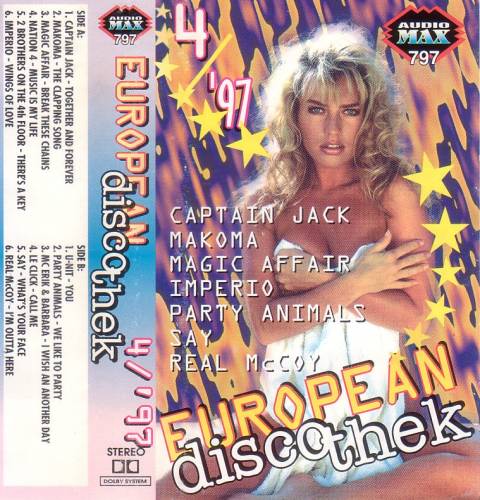 AUDIO
MAX
797
EUROPEAN
discothek
4/'97
STEREO
DOLBY SYSTEM
SIDE A:
1. CAPTAIN JACK - TOGETHER AND FOREVER
2. MAKOMA - THE CLAPPING SONG
3. MAGIC AFFAIR - BREAK THESE CHAINS
4. NATION 4 - MUSIC IS MY LIFE
5. 2 BROTHERS ON THE 4th FLOOR - THERE'S A KEY
6. IMPERIO - WINGS OF LOVE
SIDE B:
1. U-NIT - YOU
2. PARTY ANIMALS - WE LIKE TO PARTY
3. MC ERIK & BARBARA - I WISH AN ANOTHER DAY
4. LE CLICK - CALL ME
5. SAY - WHAT'S YOUR FACE
6. REAL McCOY - I'M OUTTA HERE
AUDIO
MAX
797
4/'97
CAPTAIN JACK
MAKOMA
MAGIC AFFAIR
IMPERIO
PARTY ANIMALS
SAY
REAL McCOY
EUROPEAN
discothek